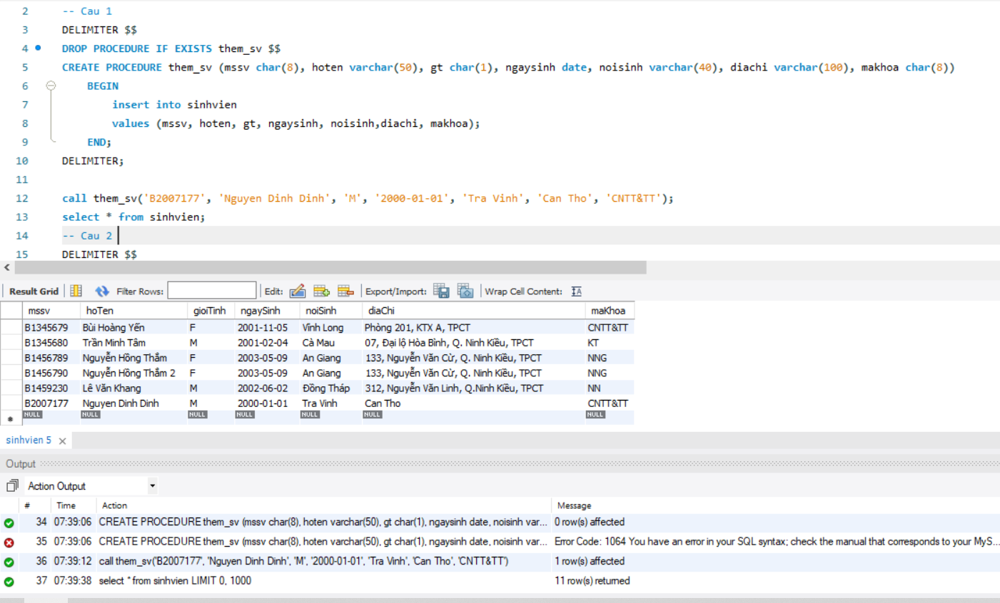 2 -- Cau 1
3 DELIMITER $$
4 DROP PROCEDURE IF EXISTS them_sv $$
5 CREATE PROCEDURE them_sv (mssv char(8), hoten varchar(50), gt char(1), ngaysinh date, noisinh varchar(40), diachi varchar(100), makhoa char(8))
6 BEGIN
7 insert into sinhvien
8 values (mssv, hoten, gt, ngaysinh, noisinh,diachi, makhoa);
9 END;
10 DELIMITER;
11
12 call them_sv('B2007177', 'Nguyen Dinh Dinh', 'M', '2000-01-01', 'Tra Vinh', 'Can Tho', 'CNTT&TT');
13 select * from sinhvien;
14 -- Cau 2
15 DELIMITER $$
Result Grid Filter Rows: Edit: Export/Import: Wrap Cell Content:
mssv hoTen gioiTinh ngaySinh noiSinh diaChi maKhoa
B1345679 Bùi Hoàng Yến F 2001-11-05 Vĩnh Long Phòng 201, KTX A, TPCT CNTT&TT
B1345680 Trần Minh Tâm M 2001-02-04 Cà Mau 07, Đại lộ Hòa Bình, Q. Ninh Kiều, TPCT KT
B1456789 Nguyễn Hồng Thắm F 2003-05-09 An Giang 133, Nguyễn Văn Cừ, Q. Ninh Kiều, TPCT NNG
B1456790 Nguyễn Hồng Thắm 2 F 2003-05-09 An Giang 133, Nguyễn Văn Cừ, Q. Ninh Kiều, TPCT NNG
B1459230 Lê Văn Khang M 2002-06-02 Đồng Tháp 312, Nguyễn Văn Linh, Q.Ninh Kiều, TPCT NN
B2007177 Nguyen Dinh Dinh M 2000-01-01 Tra Vinh Can Tho CNTT&TT
NULL NULL NULL NULL NULL NULL NULL
sinhvien 5
Output
Action Output
# Time Action Message
34 07:39:06 CREATE PROCEDURE them_sv (mssv char(8), hoten varchar(50), gt char(1), ngaysinh date, noisinh var... 0 row(s) affected
35 07:39:06 CREATE PROCEDURE them_sv (mssv char(8), hoten varchar(50), gt char(1), ngaysinh date, noisinh var... Error Code: 1064 You have an error in your SQL syntax; check the manual that corresponds to your MyS...
36 07:39:12 call them_sv('B2007177', 'Nguyen Dinh Dinh', 'M', '2000-01-01', 'Tra Vinh', 'Can Tho', 'CNTT&TT') 1 row(s) affected
37 07:39:38 select * from sinhvien LIMIT 0, 1000 11 row(s) returned